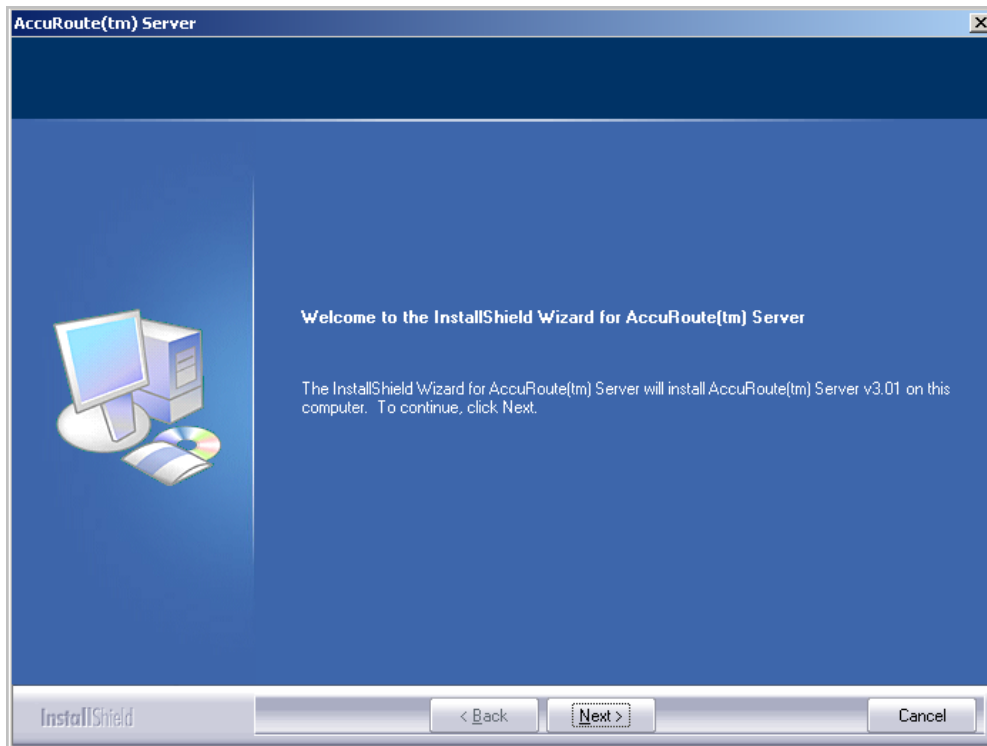 AccuRoute(tm) Server
Welcome to the InstallShield Wizard for AccuRoute(tm) Server
The InstallShield Wizard for AccuRoute(tm) Server will install AccuRoute(tm) Server v3.01 on this
computer.  To continue, click Next.
InstallShield
< Back
Next >
Cancel